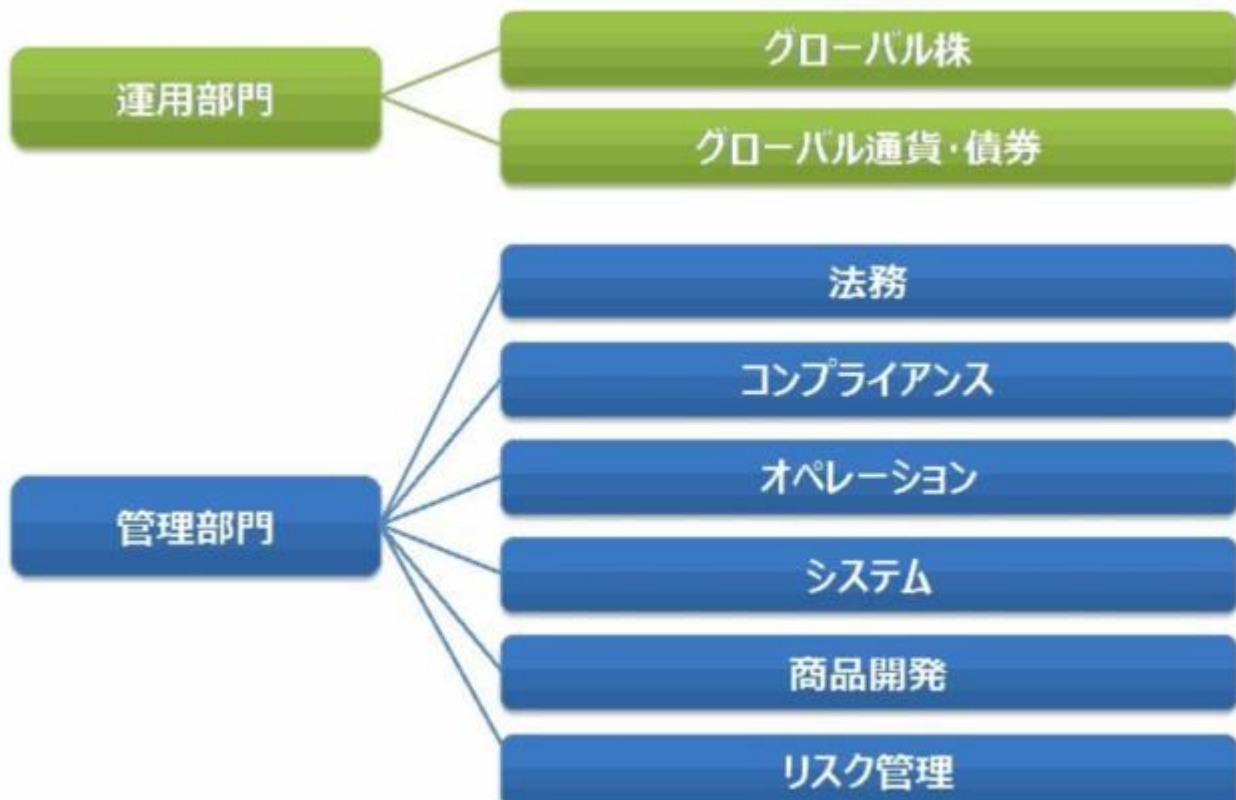 運用部門
グローバル株
グローバル通貨・債券
管理部門
法務
コンプライアンス
オペレーション
システム
商品開発
リスク管理